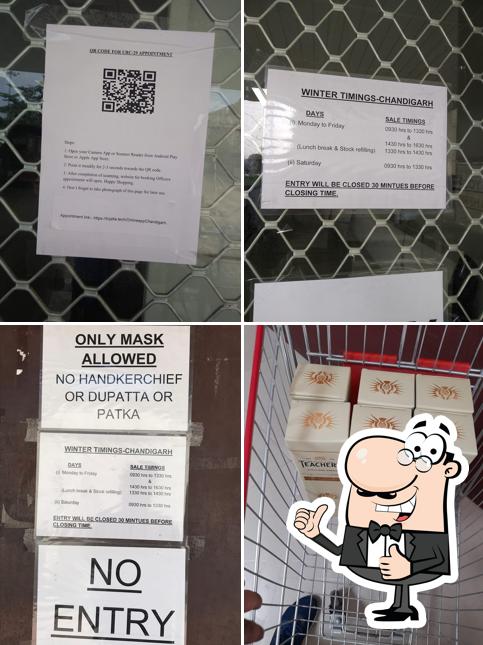 QR CODE FOR URC-29 APPOINTMENT
Steps:
1. Open your Camera App or Scanner Reader from Android Play
Store or Apple App Store.
2. Point it steadily for 2-3 seconds towards the QR code.
3. After completion of scanning, website for booking Officers
appointment will open. Happy Shopping.
4. Don't forget to take photograph of this page for later use.
WINTER TIMINGS-CHANDIGARH
DAYS SALE TIMINGS
(i) Monday to Friday 0930 hrs to 1330 hrs
&
1430 hrs to 1630 hrs
(Lunch break & Stock refilling) 1330 hrs to 1430 hrs
(ii) Saturday 0930 hrs to 1330 hrs
ENTRY WILL BE CLOSED 30 MINTUES BEFORE
CLOSING TIME.
ONLY MASK
ALLOWED
NO HANDKERCHIEF
OR DUPATTA OR
PATKA
WINTER TIMINGS-CHANDIGARH
DAYS SALE TIMINGS
(i) Monday to Friday 0930 hrs to 1330 hrs
&
1430 hrs to 1630 hrs
(Lunch break & Stock refilling) 1330 hrs to 1430 hrs
(ii) Saturday 0930 hrs to 1330 hrs
ENTRY WILL BE CLOSED 30 MINTUES BEFORE
CLOSING TIME.
NO
ENTRY
TEACHER